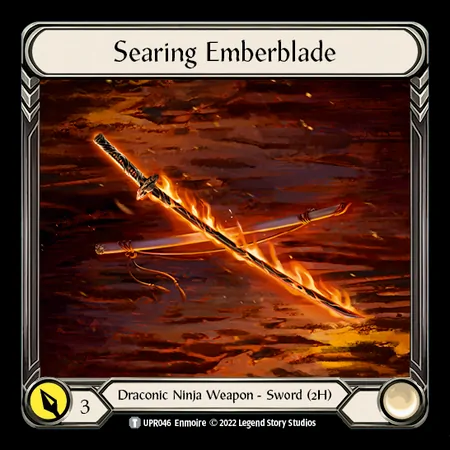 Searing Emberblade
3
Draconic Ninja Weapon - Sword (2H)
T UPR046 Enmoire © 2022 Legend Story Studios